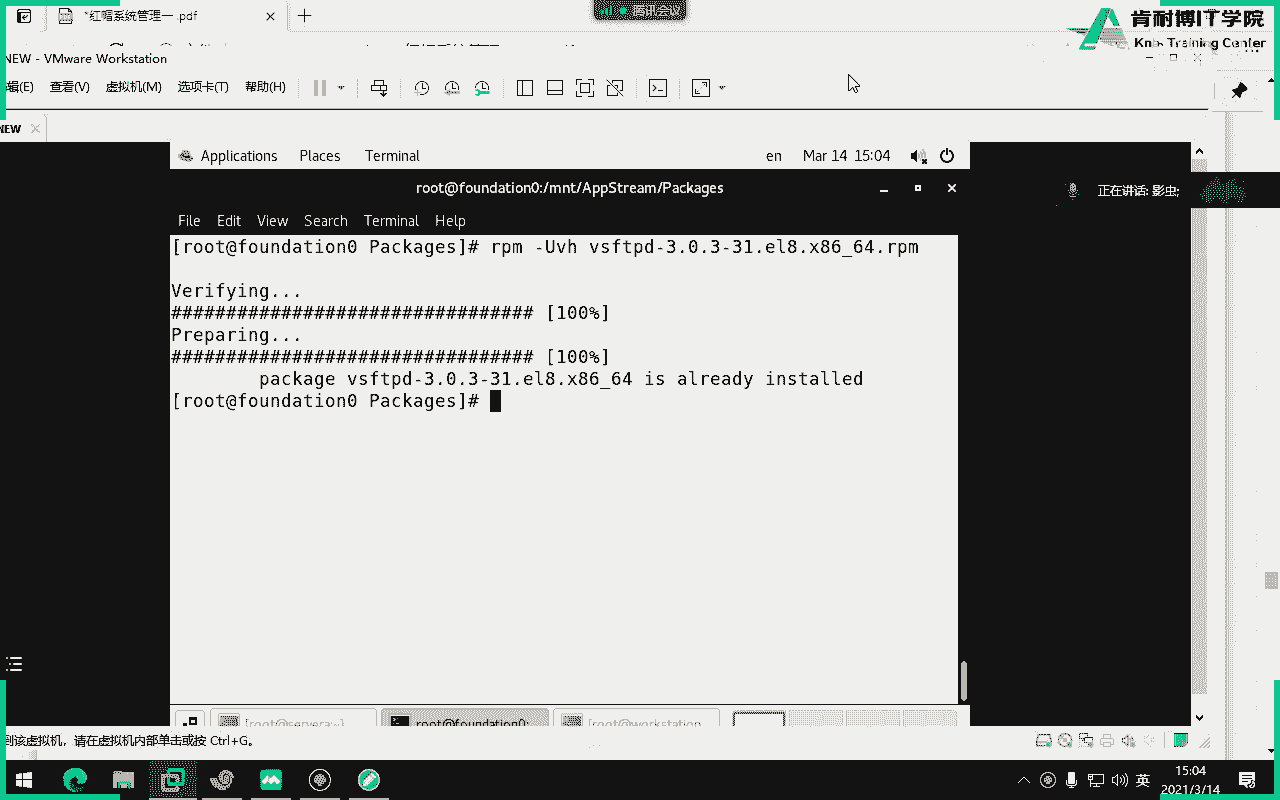 *红帽系统管理一 .pdf
腾讯会议
肯耐博IT学院
Knb Training Center
NEW - VMware Workstation
编(E) 查看(V) 虚拟机(M) 选项卡(T) 帮助(H)
NEW
Applications Places Terminal en Mar 14 15:04
root@foundation0:/mnt/AppStream/Packages
正在讲话: 影虫;
File Edit View Search Terminal Help
[root@foundation0 Packages]# rpm -Uvh vsftpd-3.0.3-31.el8.x86_64.rpm
Verifying...
################################# [100%]
Preparing...
################################# [100%]
package vsftpd-3.0.3-31.el8.x86_64 is already installed
[root@foundation0 Packages]#
[root@servera:~] root@foundation0: [root@workstation
到该虚拟机，请在虚拟机内部单击或按 Ctrl+G。
英
15:04
2021/3/14